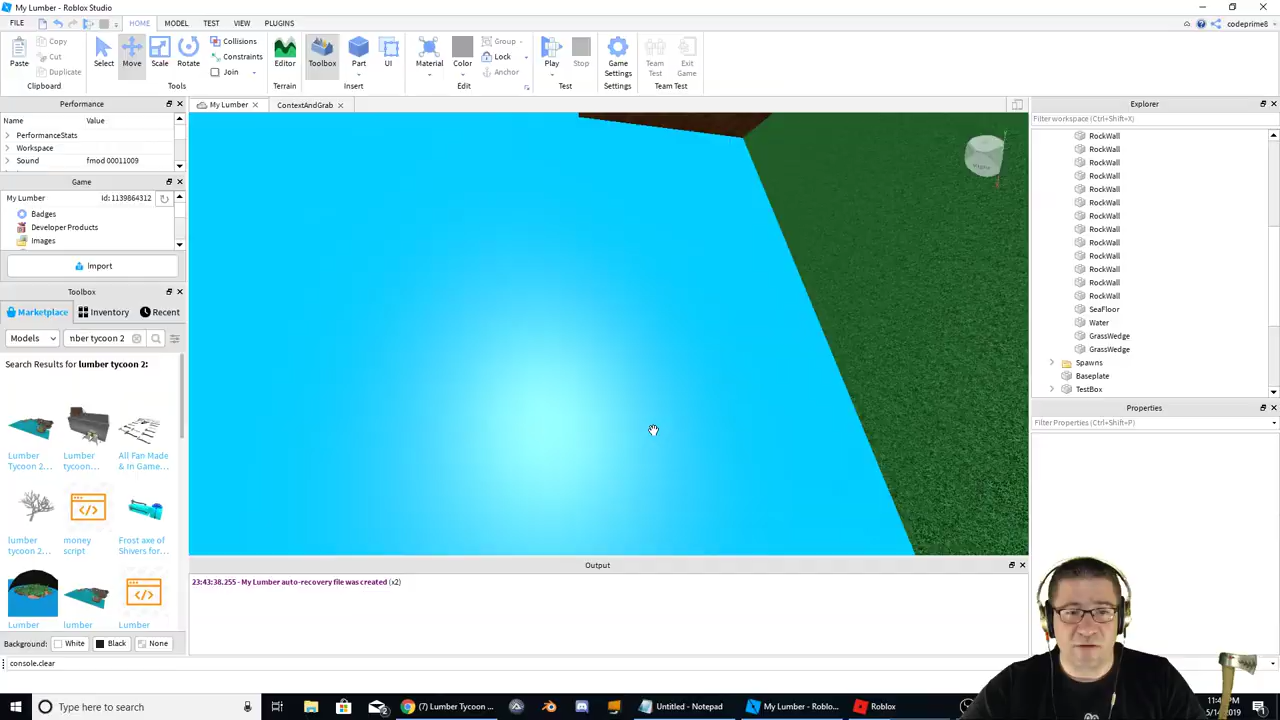 My Lumber - Roblox Studio
FILE HOME MODEL TEST VIEW PLUGINS codeprime8
Paste Copy Cut Duplicate Select Move Scale Rotate Collisions Constraints Join Editor Toolbox Part UI Material Color Group Lock Anchor Play Stop Game Settings Team Test Exit Game
Clipboard Tools Terrain Insert Edit Test Settings Team Test
Performance
Name Value
PerformanceStats
Workspace
Sound fmod 00011009
Game
My Lumber Id: 1139864312
Badges
Developer Products
Images
Import
Toolbox
Marketplace Inventory Recent
Models nber tycoon 2
Search Results for lumber tycoon 2:
Lumber Tycoon 2...
Lumber tycoon...
All Fan Made & In Game...
lumber tycoon 2...
money script
Frost axe of Shivers for...
Lumber
lumber
Lumber
Background: White Black None
console.clear
My Lumber ContextAndGrab
Output
23:43:38.255 - My Lumber auto-recovery file was created (x2)
Explorer
Filter workspace (Ctrl+Shift+X)
RockWall
RockWall
RockWall
RockWall
RockWall
RockWall
RockWall
RockWall
RockWall
RockWall
RockWall
RockWall
RockWall
SeaFloor
Water
GrassWedge
GrassWedge
Spawns
Baseplate
TestBox
Properties
Filter Properties (Ctrl+Shift+P)
Type here to search
(7) Lumber Tycoon ...
Untitled - Notepad
My Lumber - Roblo...
Roblox